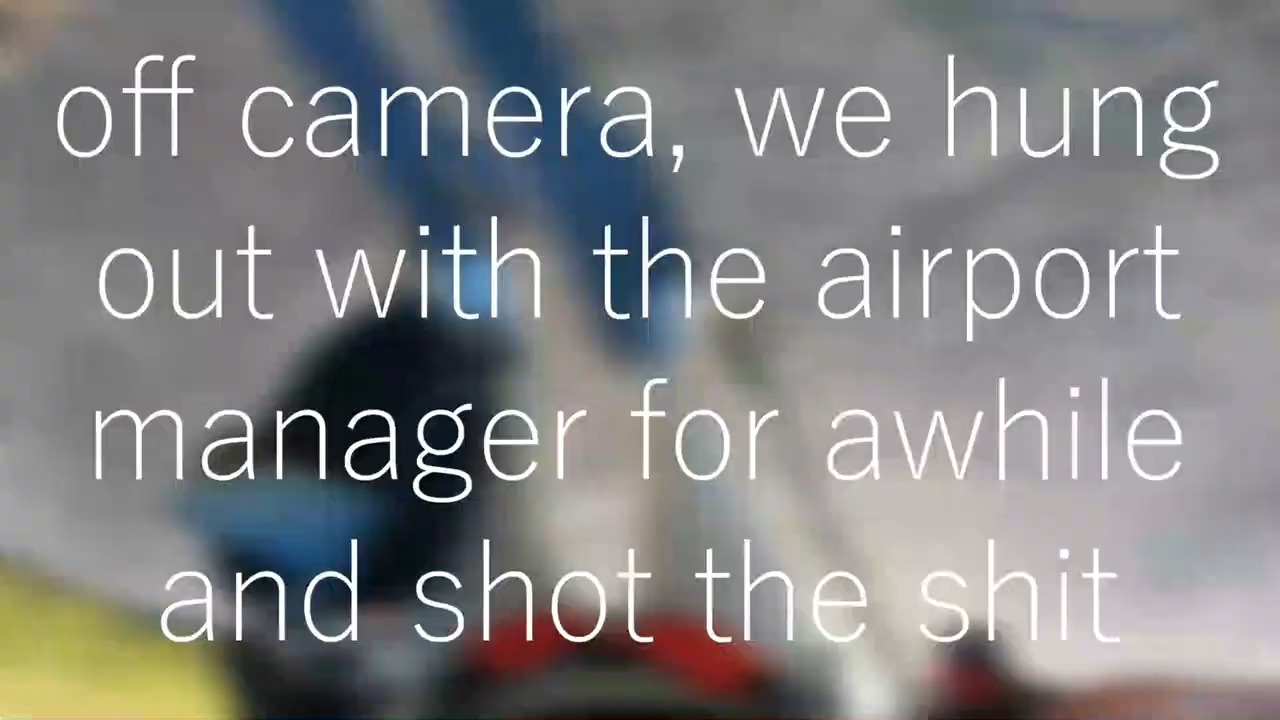 off camera, we hung
out with the airport
manager for awhile
and shot the shit